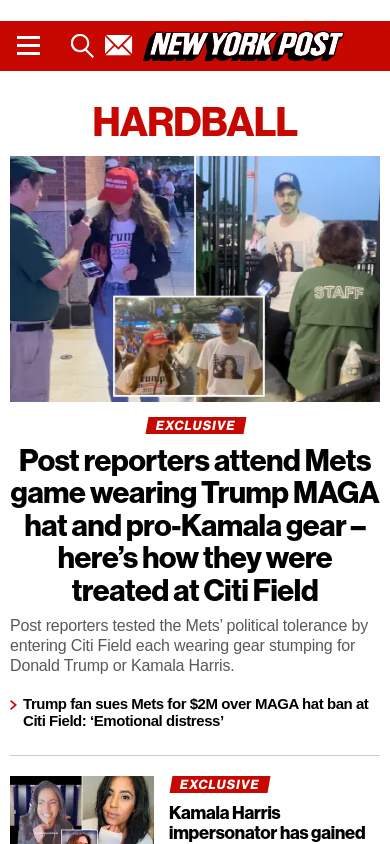 NEW YORK POST
HARDBALL
STAFF
EXCLUSIVE
Post reporters attend Mets
game wearing Trump MAGA
hat and pro-Kamala gear –
here’s how they were
treated at Citi Field
Post reporters tested the Mets’ political tolerance by
entering Citi Field each wearing gear stumping for
Donald Trump or Kamala Harris.
Trump fan sues Mets for $2M over MAGA hat ban at
Citi Field: ‘Emotional distress’
EXCLUSIVE
Kamala Harris
impersonator has gained